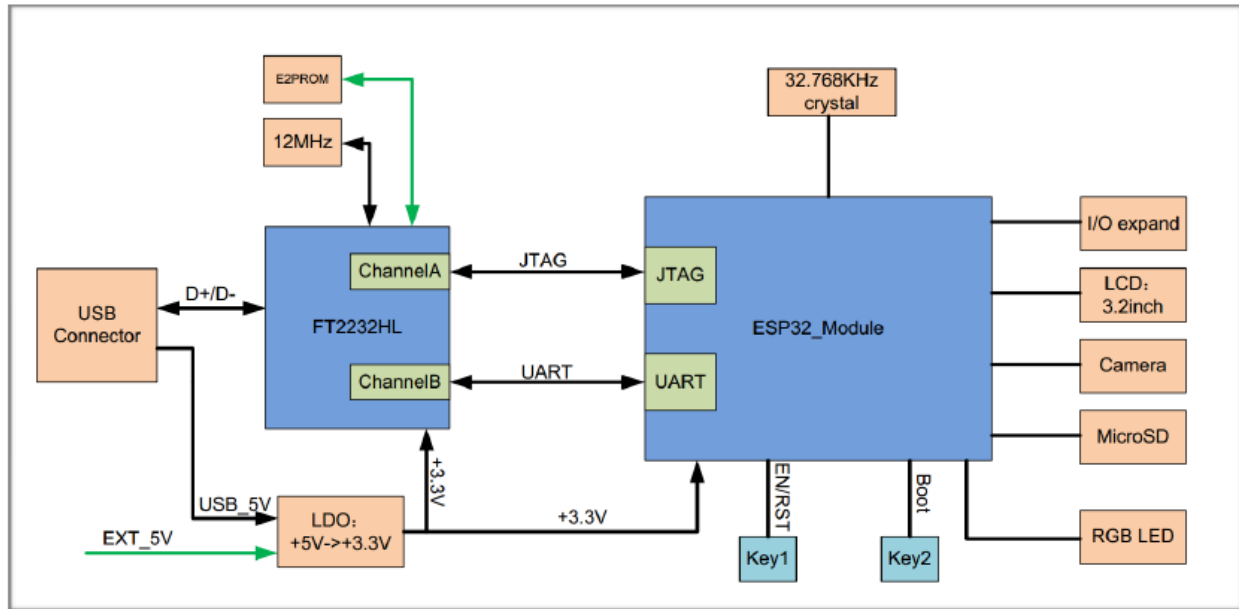 E2PROM
12MHz
32.768KHz
crystal
USB
Connector
D+/D-
FT2232HL
ChannelA
ChannelB
JTAG
UART
JTAG
UART
ESP32_Module
I/O expand
LCD：
3.2inch
Camera
MicroSD
RGB LED
USB_5V
EXT_5V
LDO：
+5V->+3.3V
+3.3V
+3.3V
EN/RST
Boot
Key1
Key2